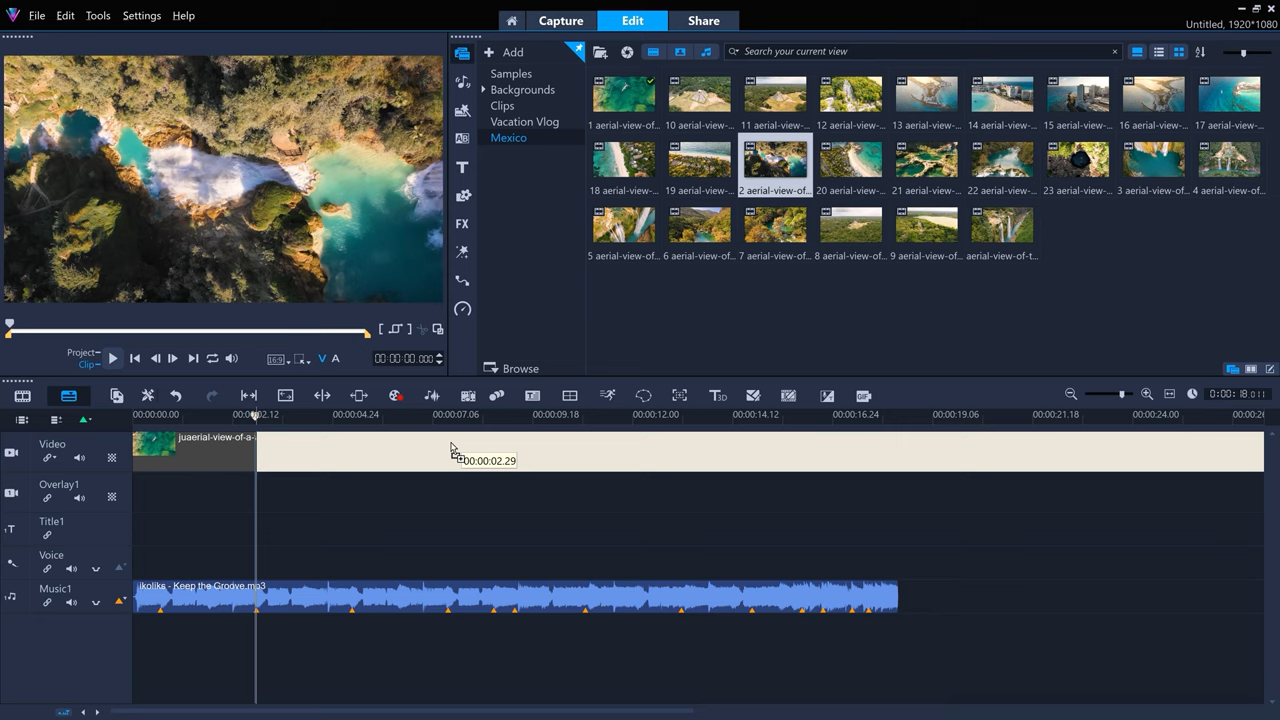 File Edit Tools Settings Help
Capture Edit Share
Untitled, 1920*1080
Add
Search your current view
Samples
Backgrounds
Clips
Vacation Vlog
Mexico
1 aerial-view-of... 10 aerial-view-... 11 aerial-view-... 12 aerial-view-... 13 aerial-view-... 14 aerial-view-... 15 aerial-view-... 16 aerial-view-... 17 aerial-view-...
18 aerial-view-... 19 aerial-view-... 2 aerial-view-of... 20 aerial-view-... 21 aerial-view-... 22 aerial-view-... 23 aerial-view-... 3 aerial-view-of... 4 aerial-view-of...
5 aerial-view-of... 6 aerial-view-of... 7 aerial-view-of... 8 aerial-view-of... 9 aerial-view-of... aerial-view-of-t...
Browse
Project
Clip
16:9
V A
00:00:00.000
T3D
GIF
0:00:18.011
00:00:00.00 00:00:02.12 00:00:04.24 00:00:07.06 00:00:09.18 00:00:12.00 00:00:14.12 00:00:16.24 00:00:19.06 00:00:21.18 00:00:24.00 00:00:26
Video
juaerial-view-of-a-
00:00:02.29
Overlay1
Title1
Voice
Music1
ikoliks - Keep the Groove.mp3